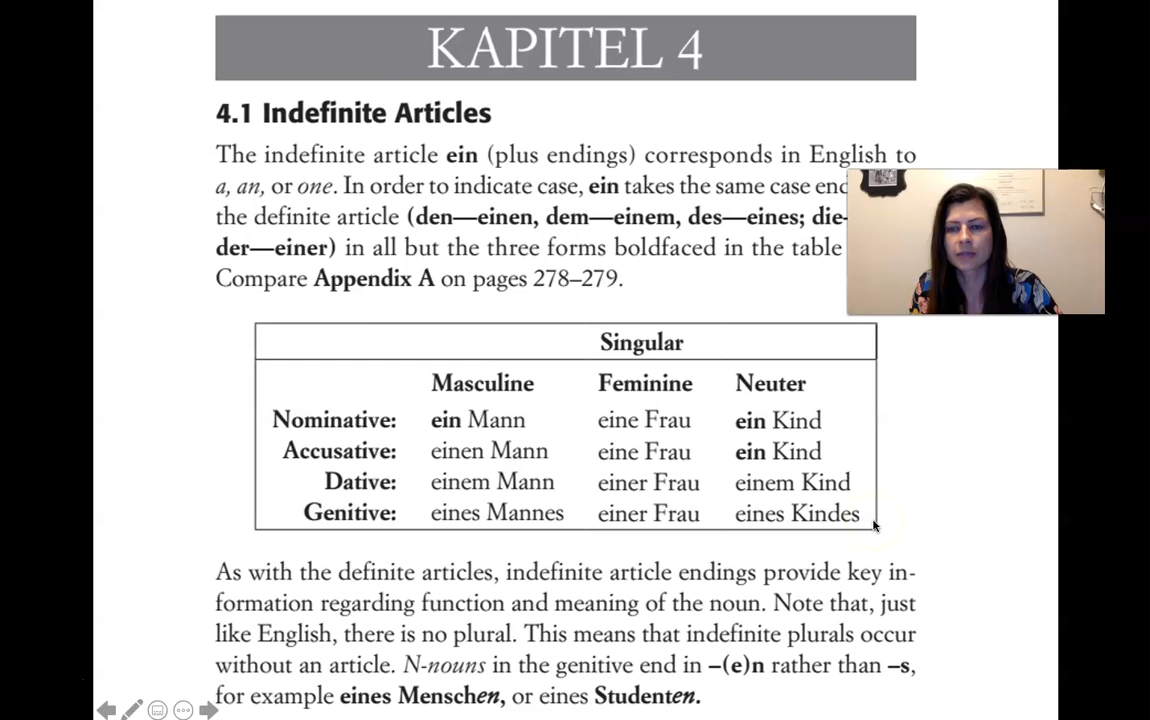 KAPITEL 4
4.1 Indefinite Articles
The indefinite article ein (plus endings) corresponds in English to
a, an, or one. In order to indicate case, ein takes the same case
the definite article (den—einen, dem—einem, des—eines; die—
der—einer) in all but the three forms boldfaced in the table
Compare Appendix A on pages 278–279.
Singular
Masculine Feminine Neuter
Nominative: ein Mann eine Frau ein Kind
Accusative: einen Mann eine Frau ein Kind
Dative: einem Mann einer Frau einem Kind
Genitive: eines Mannes einer Frau eines Kindes
As with the definite articles, indefinite article endings provide key in-
formation regarding function and meaning of the noun. Note that, just
like English, there is no plural. This means that indefinite plurals occur
without an article. N-nouns in the genitive end in –(e)n rather than –s,
for example eines Menschen, or eines Studenten.